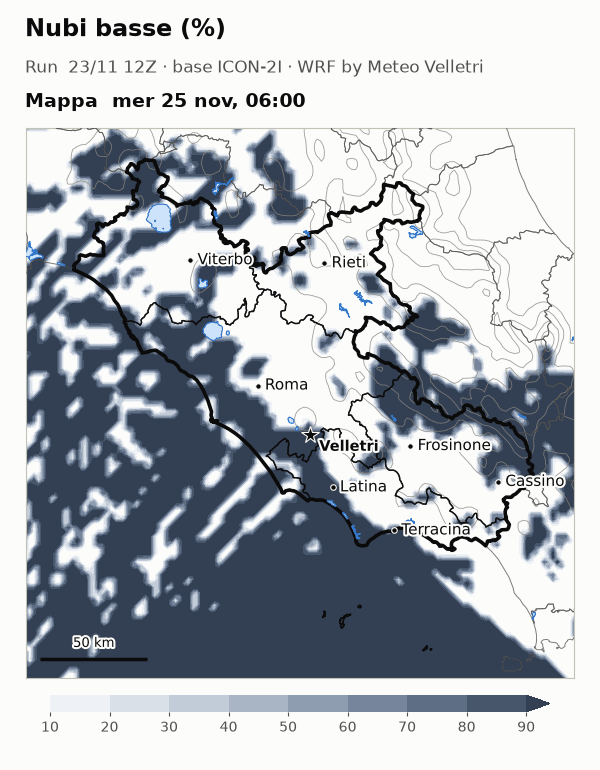 Nubi basse (%)
Run 23/11 12Z · base ICON-2I · WRF by Meteo Velletri
Mappa mer 25 nov, 06:00
Viterbo
Rieti
Roma
Velletri
Frosinone
Latina
Cassino
Terracina
50 km
10 20 30 40 50 60 70 80 90